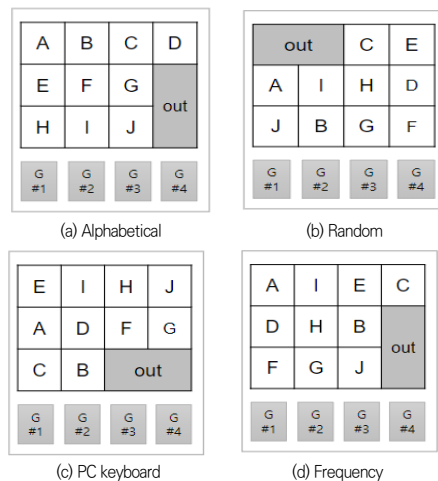 A B C D
E F G
out
H I J
G #1 G #2 G #3 G #4
(a) Alphabetical
out C E
A I H D
J B G F
G #1 G #2 G #3 G #4
(b) Random
E I H J
A D F G
C B out
G #1 G #2 G #3 G #4
(c) PC keyboard
A I E C
D H B
out
F G J
G #1 G #2 G #3 G #4
(d) Frequency